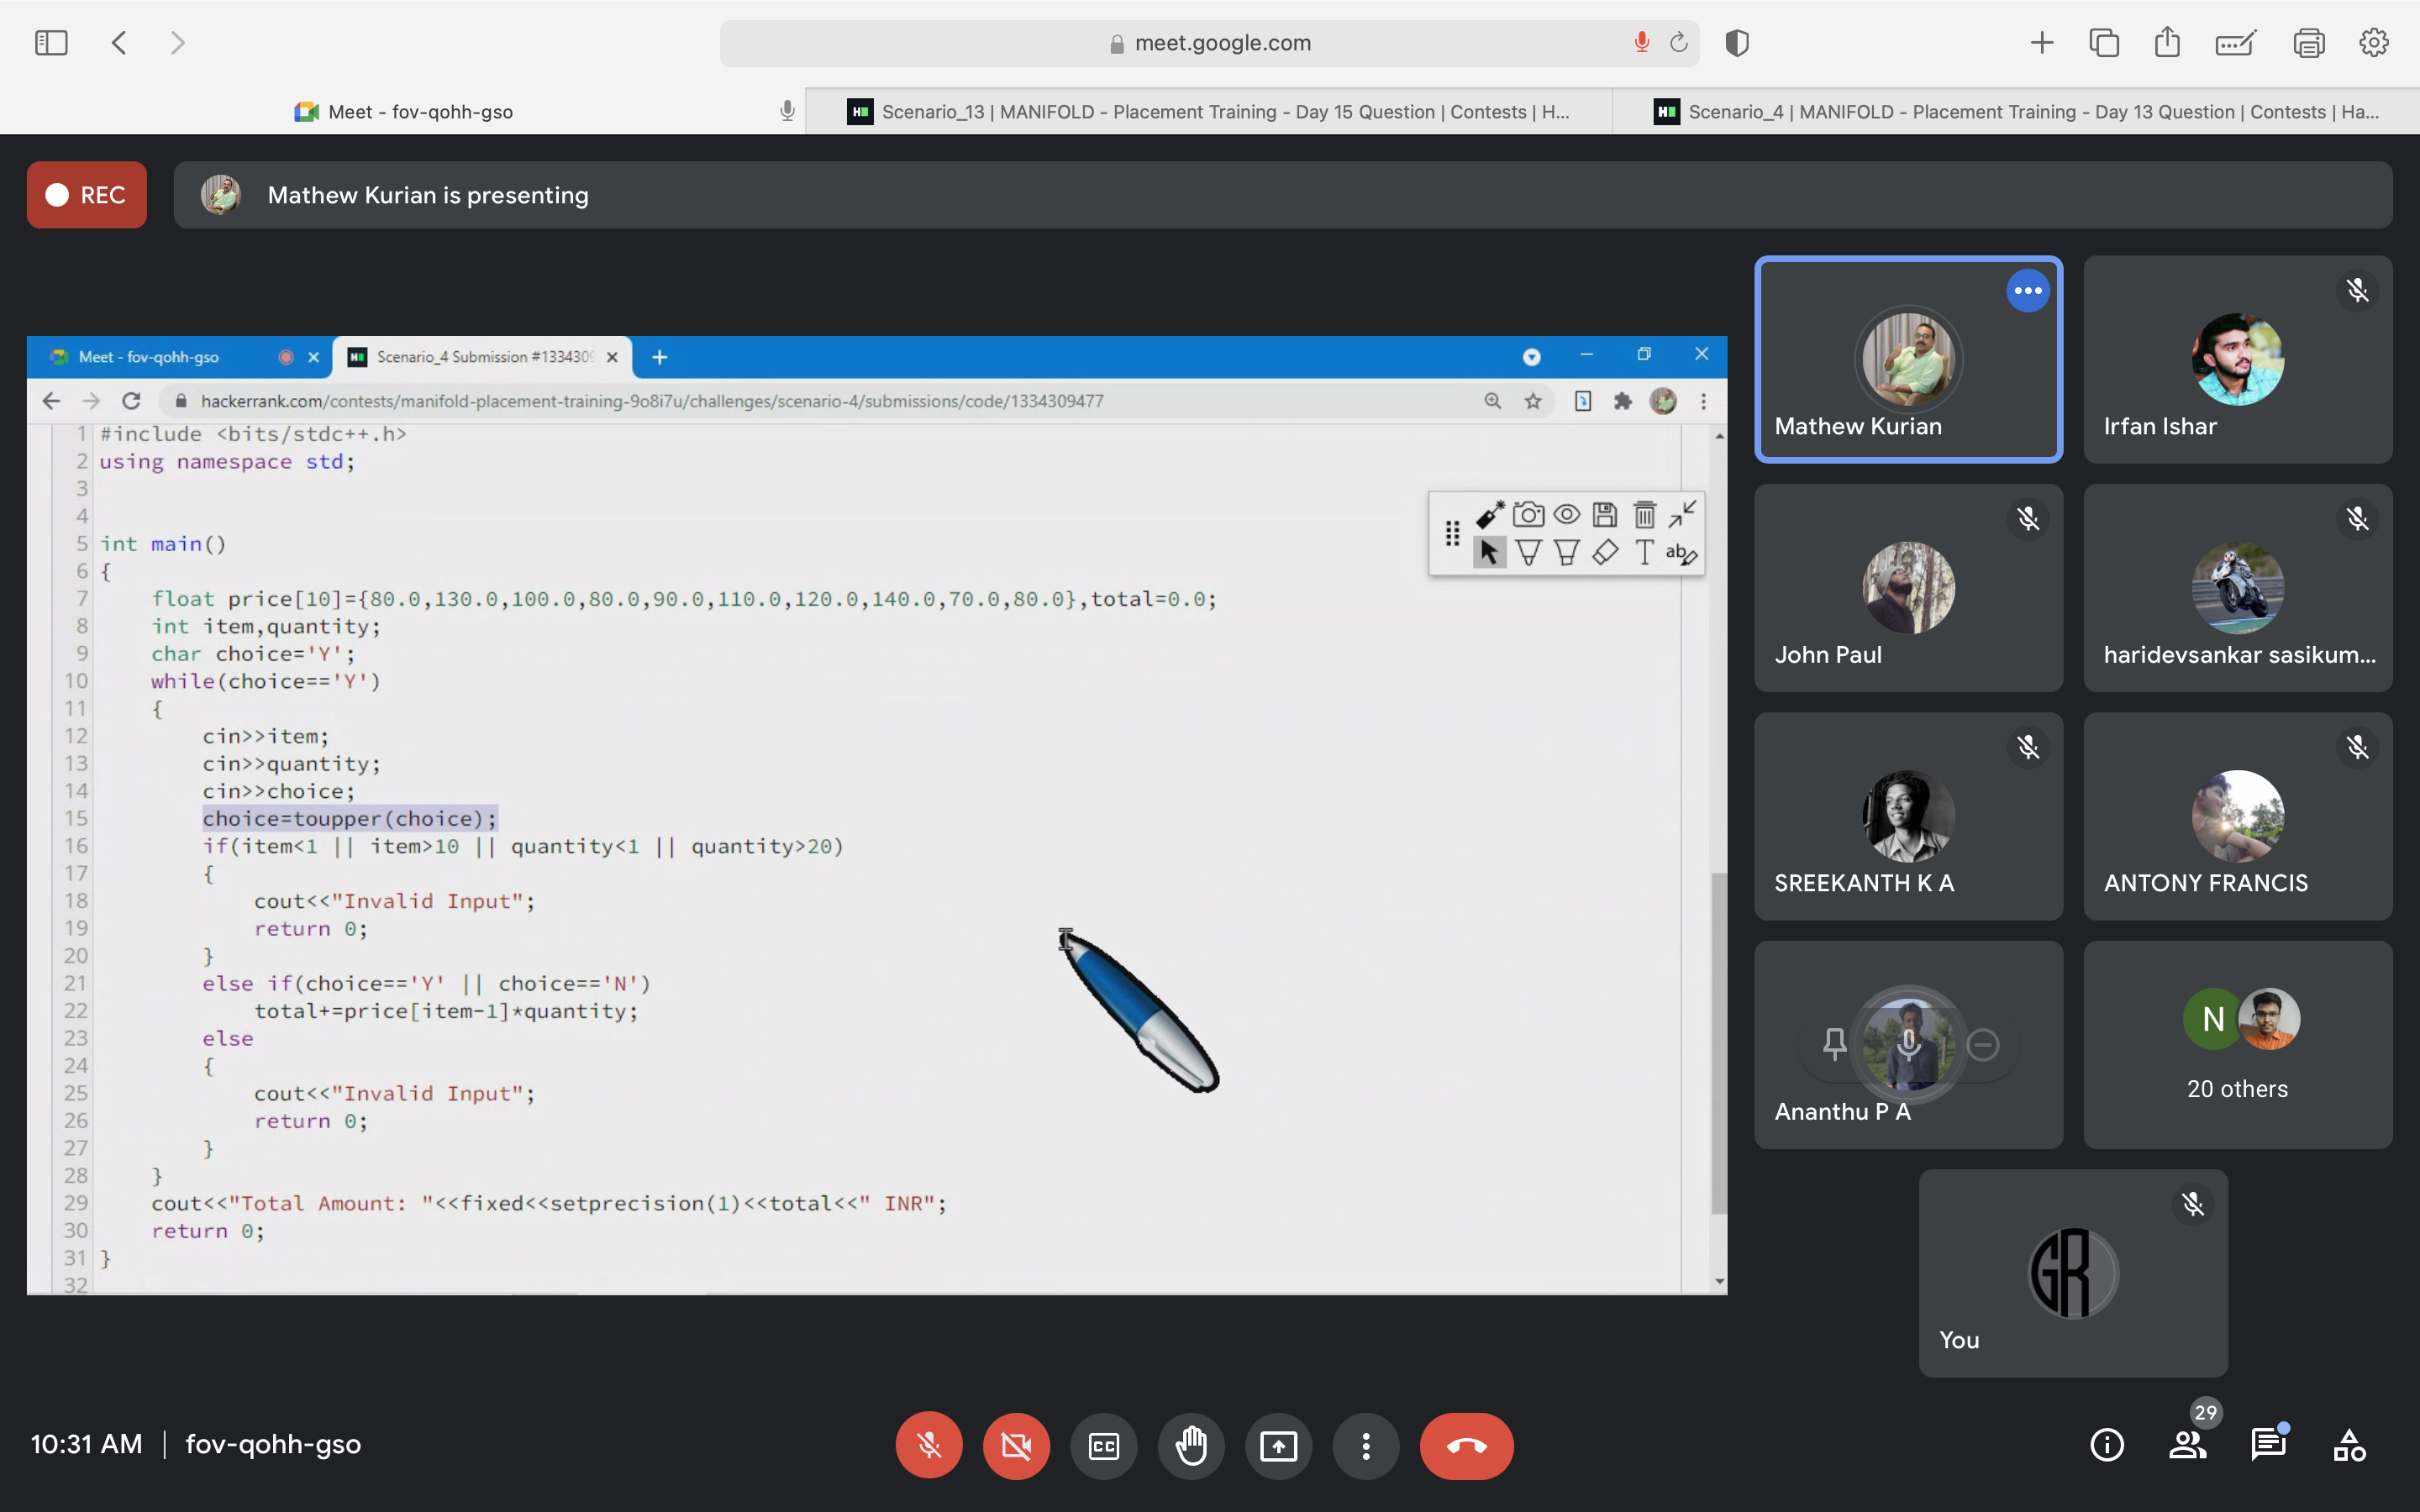 meet.google.com
Meet - fov-qohh-gso
Scenario_13 | MANIFOLD - Placement Training - Day 15 Question | Contests | H...
Scenario_4 | MANIFOLD - Placement Training - Day 13 Question | Contests | Ha...
REC
Mathew Kurian is presenting
Meet - fov-qohh-gso
Scenario_4 Submission #1334309
hackerrank.com/contests/manifold-placement-training-9o8i7u/challenges/scenario-4/submissions/code/1334309477
1 #include <bits/stdc++.h>
2 using namespace std;
3
4
5 int main()
6 {
7     float price[10]={80.0,130.0,100.0,80.0,90.0,110.0,120.0,140.0,70.0,80.0},total=0.0;
8     int item,quantity;
9     char choice='Y';
10     while(choice=='Y')
11     {
12         cin>>item;
13         cin>>quantity;
14         cin>>choice;
15         choice=toupper(choice);
16         if(item<1 || item>10 || quantity<1 || quantity>20)
17         {
18             cout<<"Invalid Input";
19             return 0;
20         }
21         else if(choice=='Y' || choice=='N')
22             total+=price[item-1]*quantity;
23         else
24         {
25             cout<<"Invalid Input";
26             return 0;
27         }
28     }
29     cout<<"Total Amount: "<<fixed<<setprecision(1)<<total<<" INR";
30     return 0;
31 }
32
T
ab
Mathew Kurian
Irfan Ishar
John Paul
haridevsankar sasikum...
SREEKANTH K A
ANTONY FRANCIS
Ananthu P A
N
20 others
GR
You
10:31 AM | fov-qohh-gso
CC
29